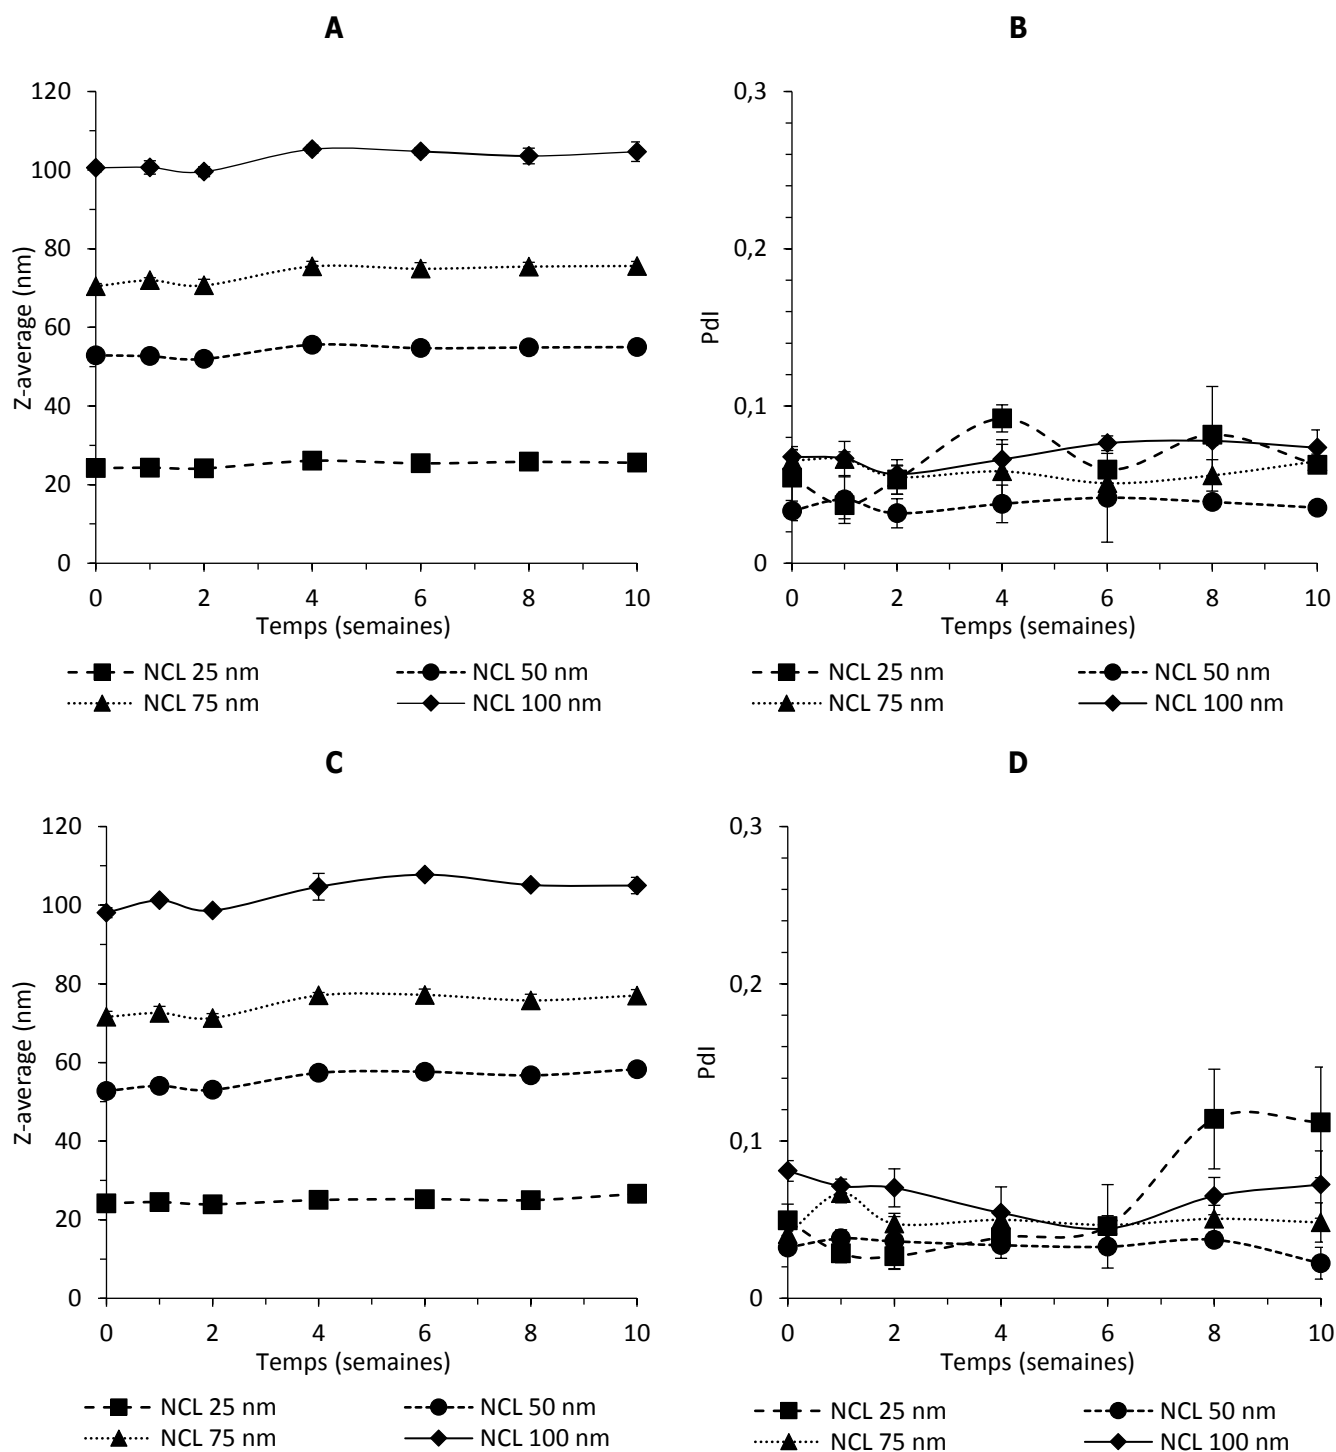 A
B
120
100
80
60
40
20
0
Z-average (nm)
0 2 4 6 8 10
Temps (semaines)
NCL 25 nm
NCL 50 nm
NCL 75 nm
NCL 100 nm
0,3
0,2
0,1
0
PdI
0 2 4 6 8 10
Temps (semaines)
NCL 25 nm
NCL 50 nm
NCL 75 nm
NCL 100 nm
C
D
120
100
80
60
40
20
0
Z-average (nm)
0 2 4 6 8 10
Temps (semaines)
NCL 25 nm
NCL 50 nm
NCL 75 nm
NCL 100 nm
0,3
0,2
0,1
0
PdI
0 2 4 6 8 10
Temps (semaines)
NCL 25 nm
NCL 50 nm
NCL 75 nm
NCL 100 nm